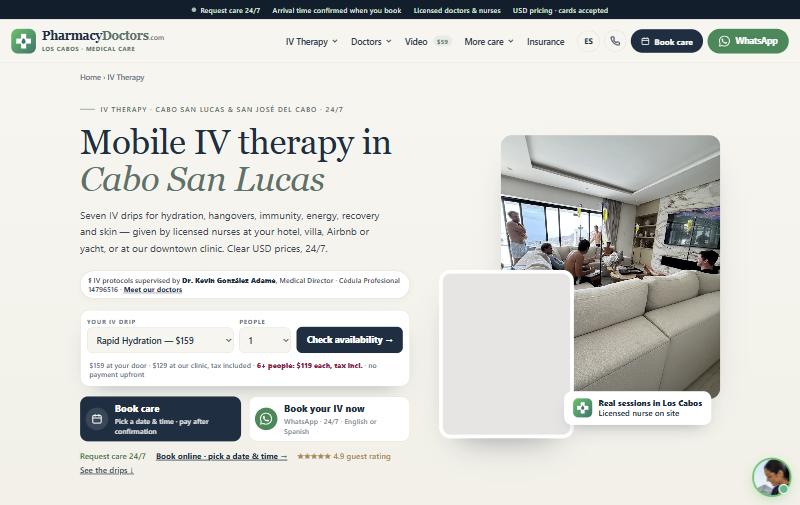 Request care 24/7 Arrival time confirmed when you book Licensed doctors & nurses USD pricing · cards accepted
PharmacyDoctors.com
LOS CABOS · MEDICAL CARE
IV Therapy Doctors Video $59 More care Insurance ES Book care WhatsApp
Home › IV Therapy
IV THERAPY · CABO SAN LUCAS & SAN JOSÉ DEL CABO · 24/7
Mobile IV therapy in
Cabo San Lucas
Seven IV drips for hydration, hangovers, immunity, energy, recovery
and skin — given by licensed nurses at your hotel, villa, Airbnb or
yacht, or at our downtown clinic. Clear USD prices, 24/7.
IV protocols supervised by Dr. Kevin González Adame, Medical Director · Cédula Profesional
14796516 · Meet our doctors
YOUR IV DRIP PEOPLE
Rapid Hydration — $159 1 Check availability →
$159 at your door · $129 at our clinic, tax included · 6+ people: $119 each, tax incl. · no
payment upfront
Book care
Pick a date & time · pay after
confirmation
Book your IV now
WhatsApp · 24/7 · English or
Spanish
Real sessions in Los Cabos
Licensed nurse on site
Request care 24/7 Book online · pick a date & time → ★★★★★ 4.9 guest rating
See the drips ↓